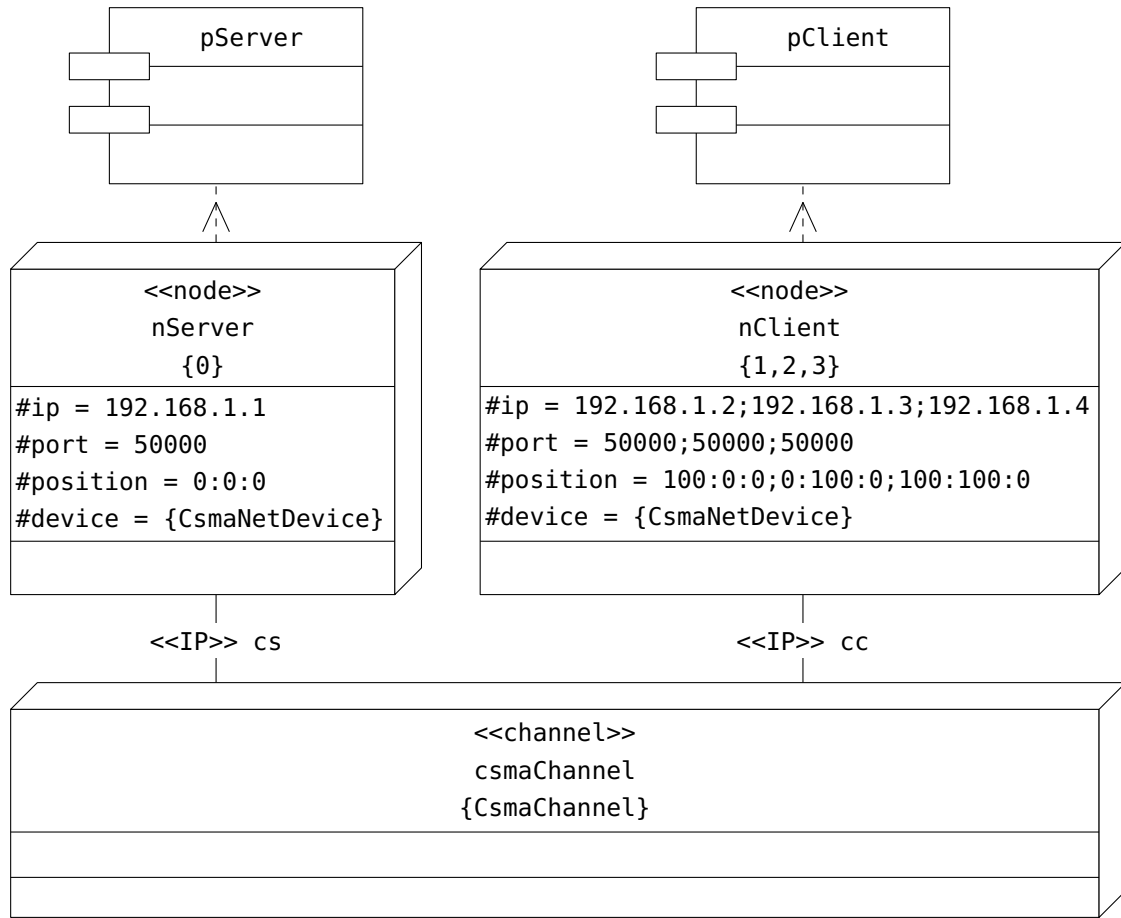 pServer
pClient
<<node>>
nServer
{0}
#ip = 192.168.1.1
#port = 50000
#position = 0:0:0
#device = {CsmaNetDevice}
<<node>>
nClient
{1,2,3}
#ip = 192.168.1.2;192.168.1.3;192.168.1.4
#port = 50000;50000;50000
#position = 100:0:0;0:100:0;100:100:0
#device = {CsmaNetDevice}
<<IP>> cs
<<IP>> cc
<<channel>>
csmaChannel
{CsmaChannel}